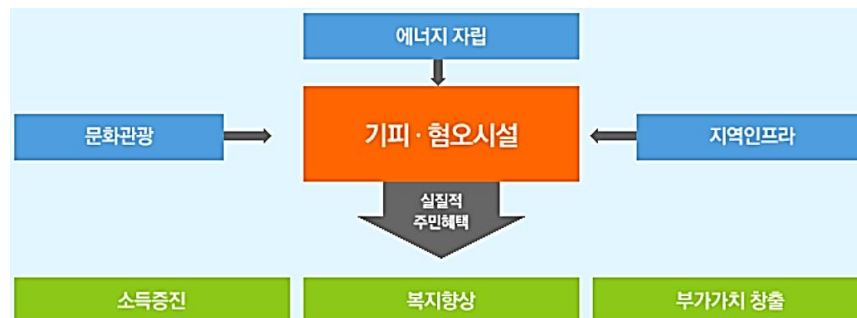 에너지 자립
문화관광
기피 · 혐오시설
지역인프라
실질적
주민혜택
소득증진
복지향상
부가가치 창출